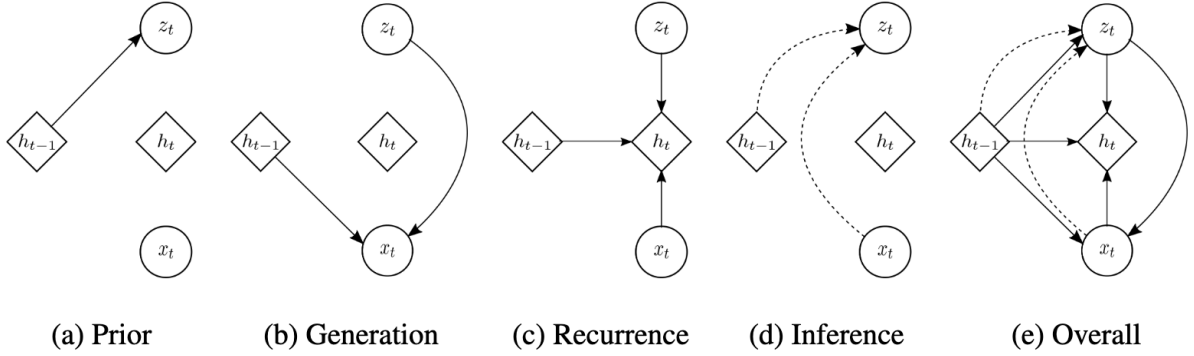 z_t z_t z_t z_t z_t
h_{t−1} h_t h_{t−1} h_t h_{t−1} h_t h_{t−1} h_t h_{t−1} h_t
x_t x_t x_t x_t x_t
(a) Prior (b) Generation (c) Recurrence (d) Inference (e) Overall